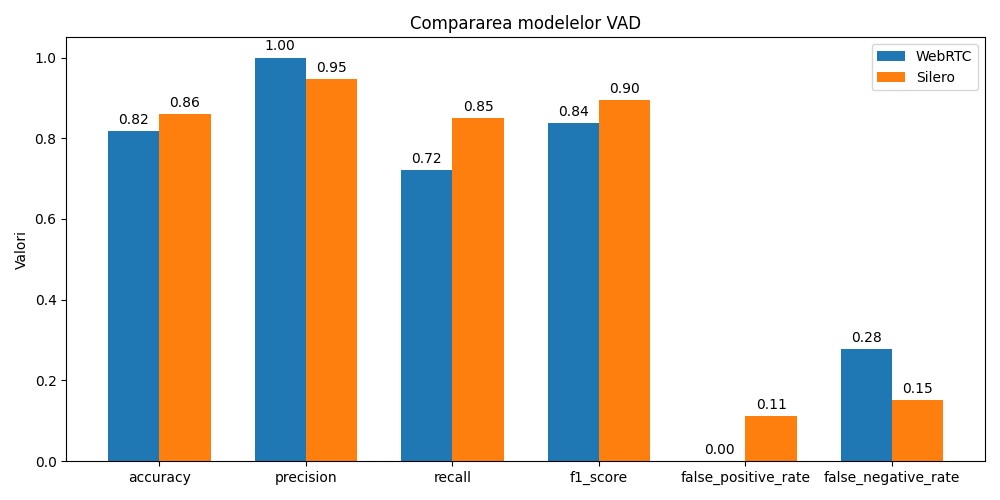 Compararea modelelor VAD
WebRTC
Silero
Valori
1.0
0.8
0.6
0.4
0.2
0.0
0.82
0.86
1.00
0.95
0.72
0.85
0.84
0.90
0.00
0.11
0.28
0.15
accuracy
precision
recall
f1_score
false_positive_rate
false_negative_rate